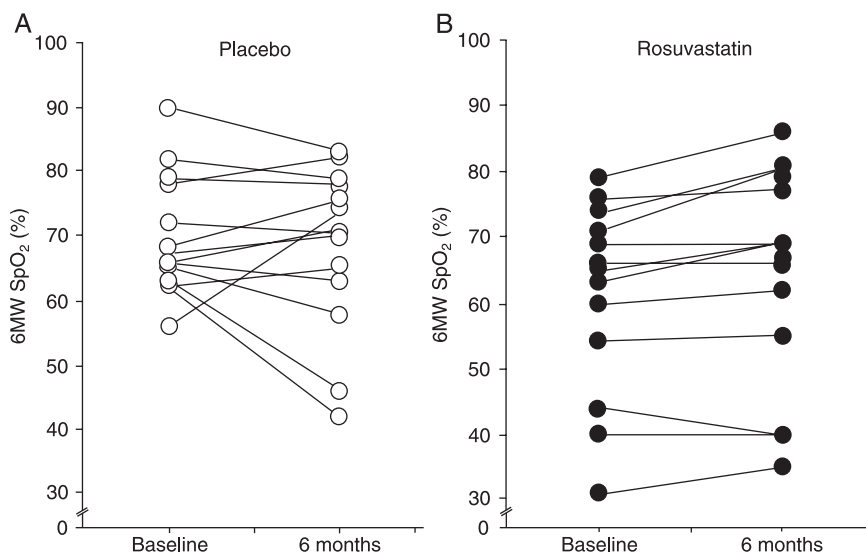 A
Placebo
6MW SpO2 (%)
100
90
80
70
60
50
40
30
0
Baseline
6 months
B
Rosuvastatin
6MW SpO2 (%)
100
90
80
70
60
50
40
30
0
Baseline
6 months